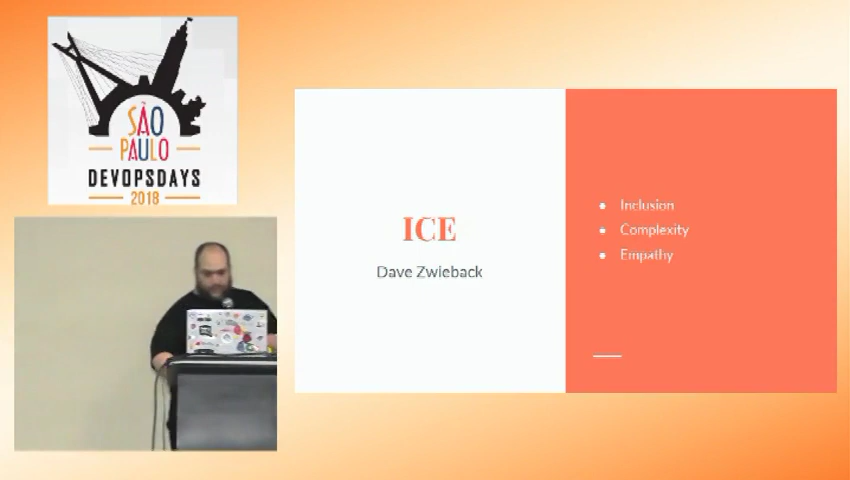 SÃO
PAULO
DEVOPSDAYS
2018
ICE
Dave Zwieback
Inclusion
Complexity
Empathy